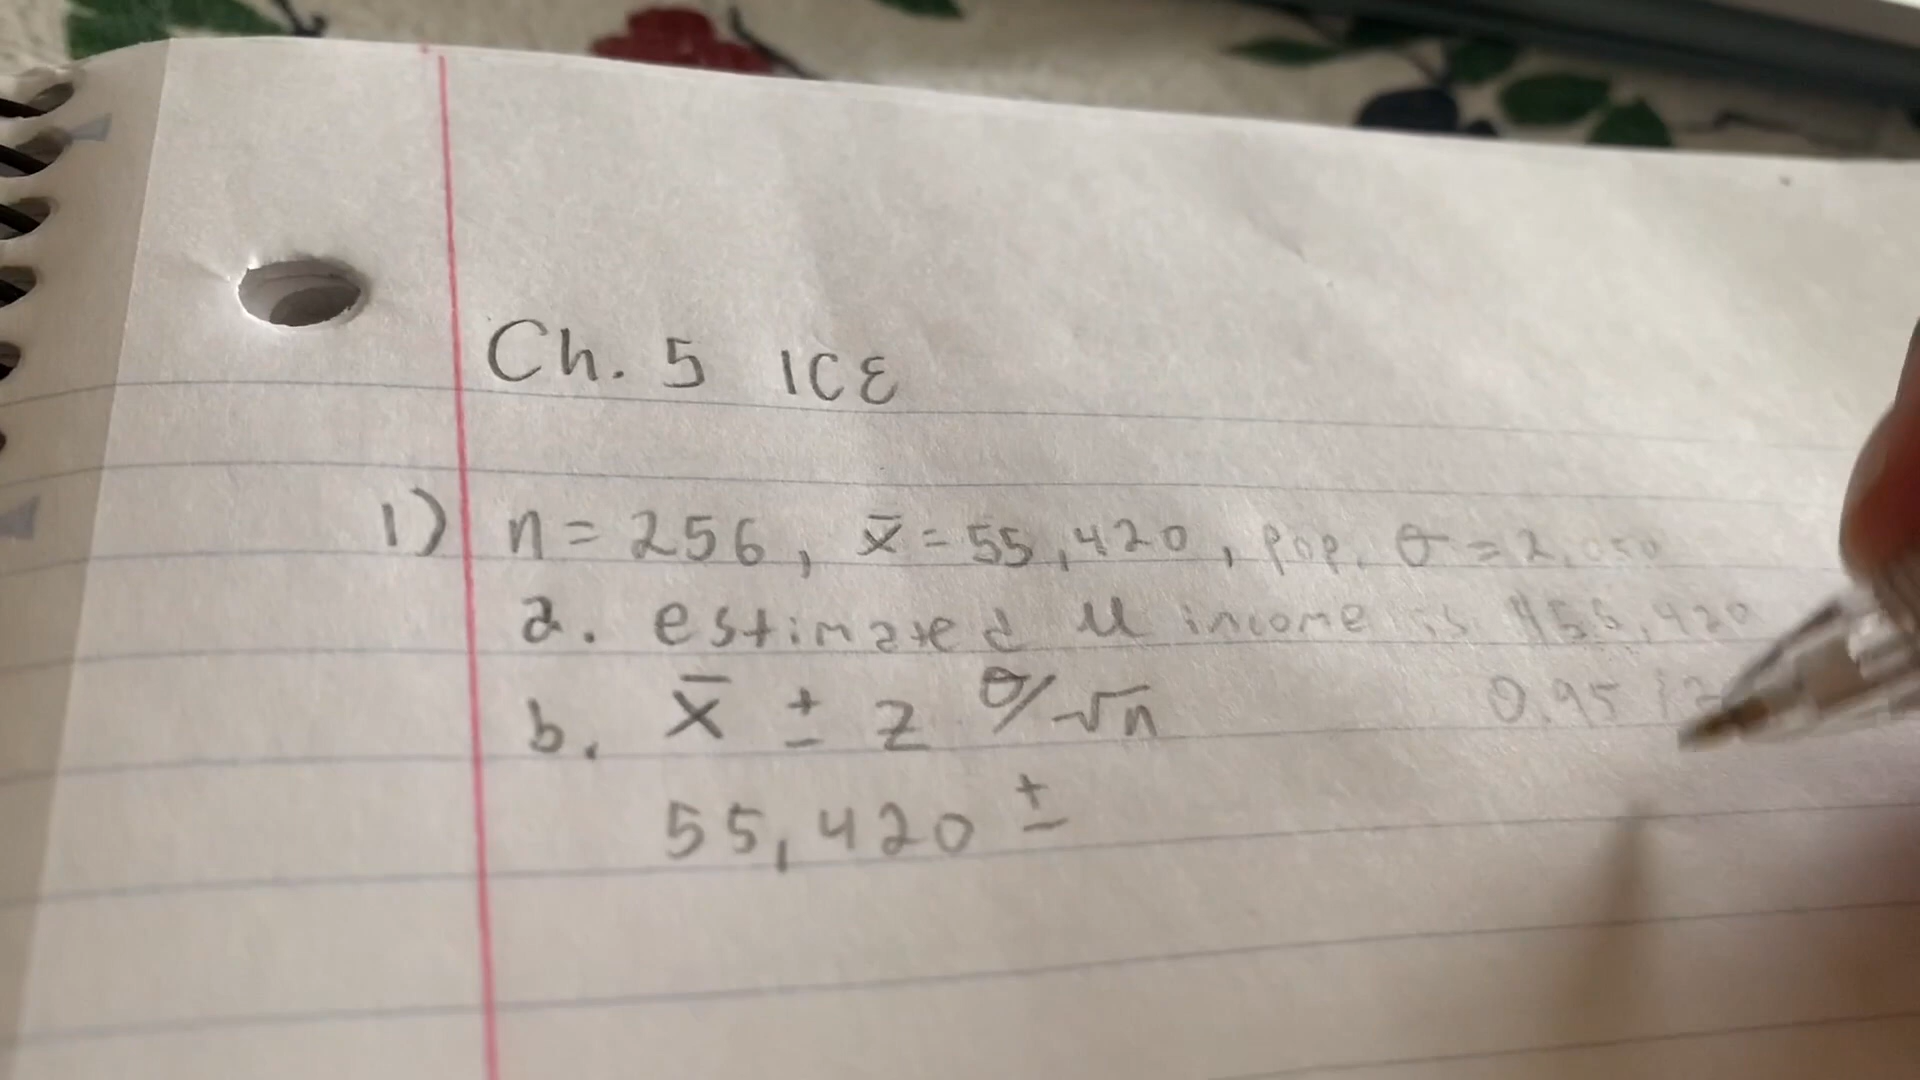 Ch. 5 ICE
1) n = 256, x̄ = 55,420, pop. σ = 2,050
a. estimated μ income is $55,420
b. x̄ ± z σ/√n 0.95 /2
55,420 ±